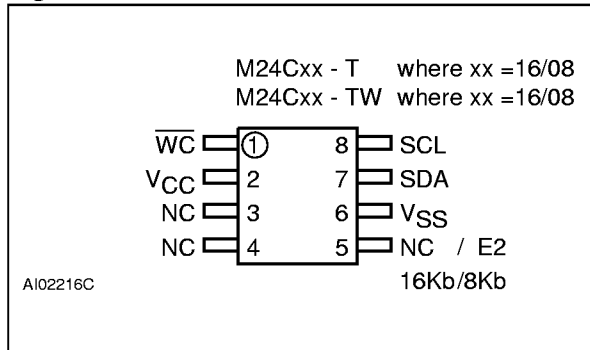 M24Cxx - T where xx =16/08
M24Cxx - TW where xx =16/08
WC 1 8 SCL
VCC 2 7 SDA
NC 3 6 VSS
NC 4 5 NC / E2
16Kb/8Kb
AI02216C